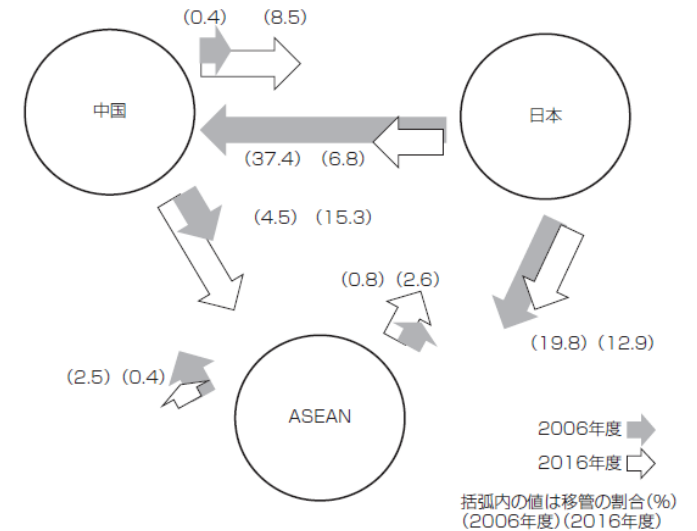 (0.4) (8.5)
中国
日本
(37.4) (6.8)
(4.5) (15.3)
(0.8) (2.6)
(19.8) (12.9)
(2.5) (0.4)
ASEAN
2006年度
2016年度
括弧内の値は移管の割合(%)
(2006年度)(2016年度)